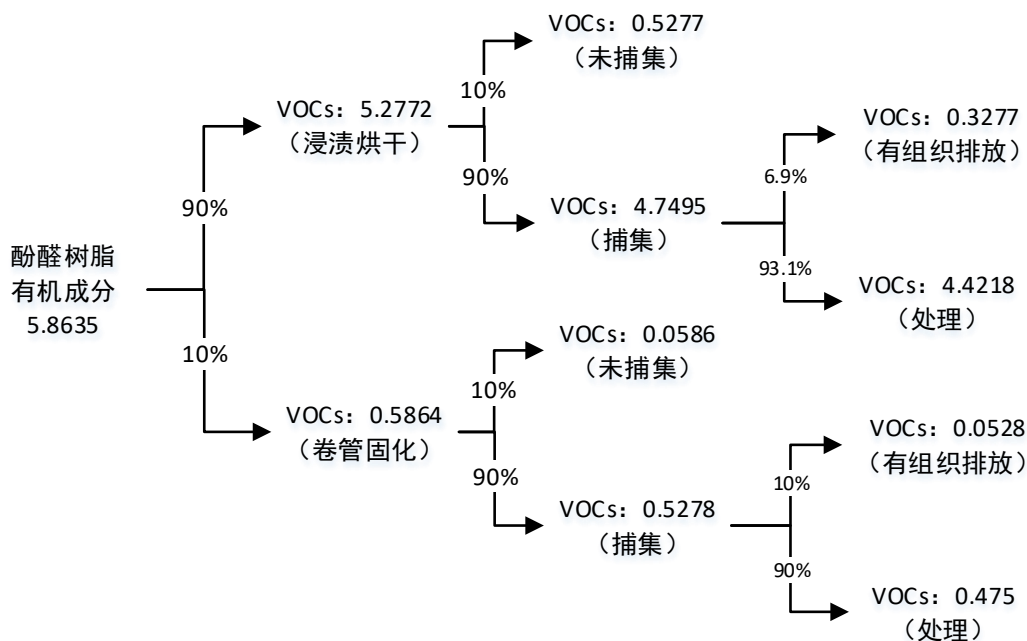 酚醛树脂
有机成分
5.8635
90%
10%
VOCs：5.2772
（浸渍烘干）
10%
90%
VOCs：0.5277
（未捕集）
VOCs：4.7495
（捕集）
6.9%
93.1%
VOCs：0.3277
（有组织排放）
VOCs：4.4218
（处理）
VOCs：0.5864
（卷管固化）
10%
90%
VOCs：0.0586
（未捕集）
VOCs：0.5278
（捕集）
10%
90%
VOCs：0.0528
（有组织排放）
VOCs：0.475
（处理）